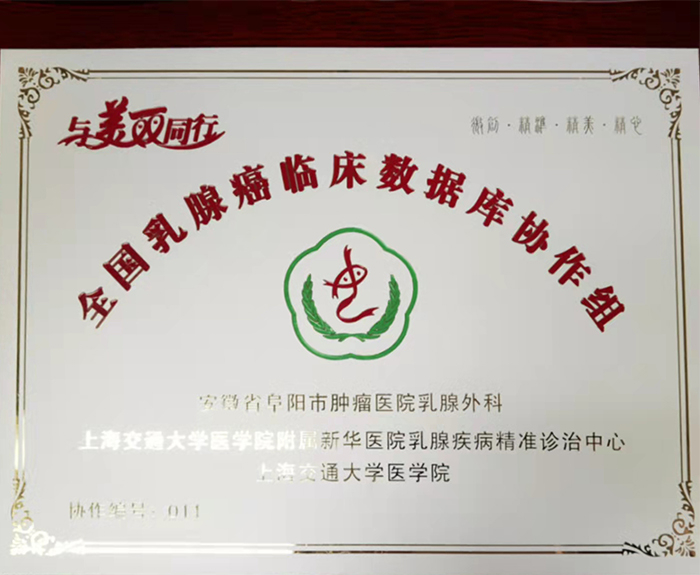 与美丽同行
精益·精美·精心
全国乳腺癌临床数据库协作组
安徽省阜阳市肿瘤医院乳腺外科
上海交通大学医学院附属新华医院乳腺疾病精准诊治中心
上海交通大学医学院
协作编号：011